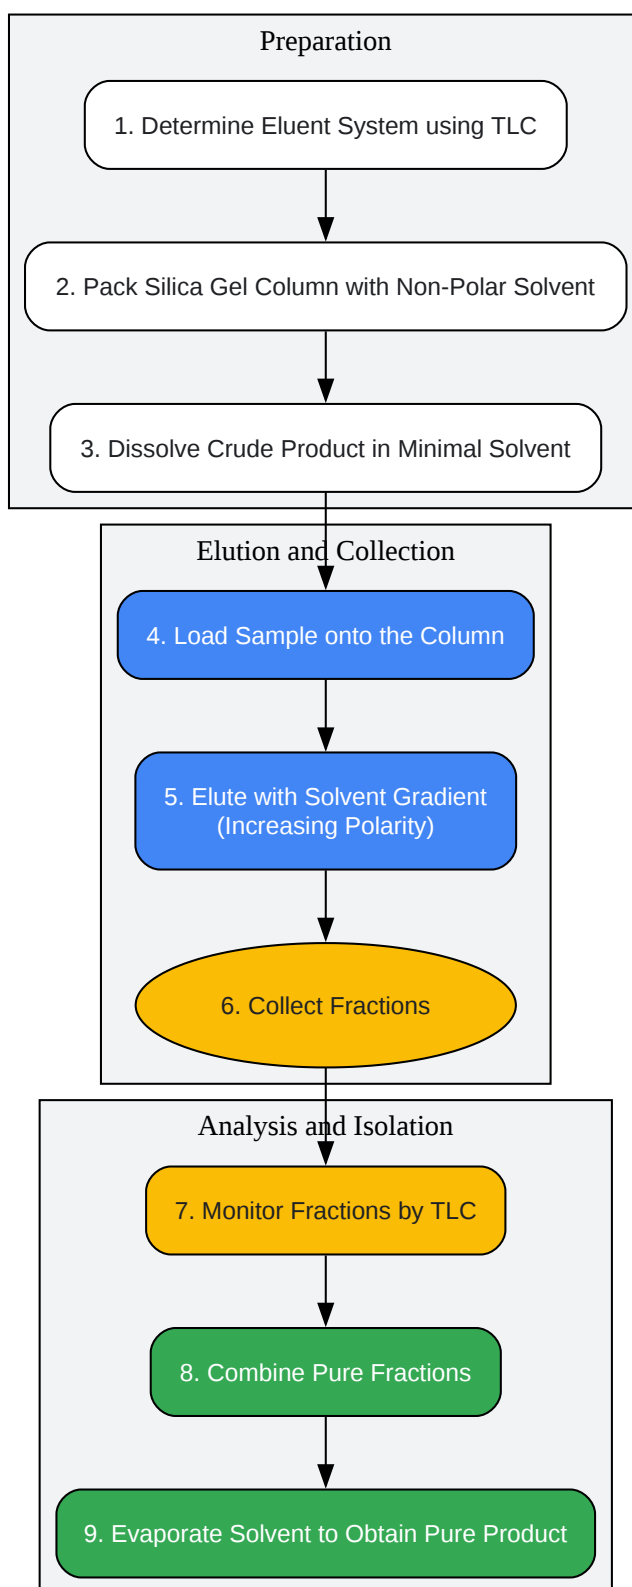 Preparation
1. Determine Eluent System using TLC
2. Pack Silica Gel Column with Non-Polar Solvent
3. Dissolve Crude Product in Minimal Solvent
Elution and Collection
4. Load Sample onto the Column
5. Elute with Solvent Gradient
(Increasing Polarity)
6. Collect Fractions
Analysis and Isolation
7. Monitor Fractions by TLC
8. Combine Pure Fractions
9. Evaporate Solvent to Obtain Pure Product